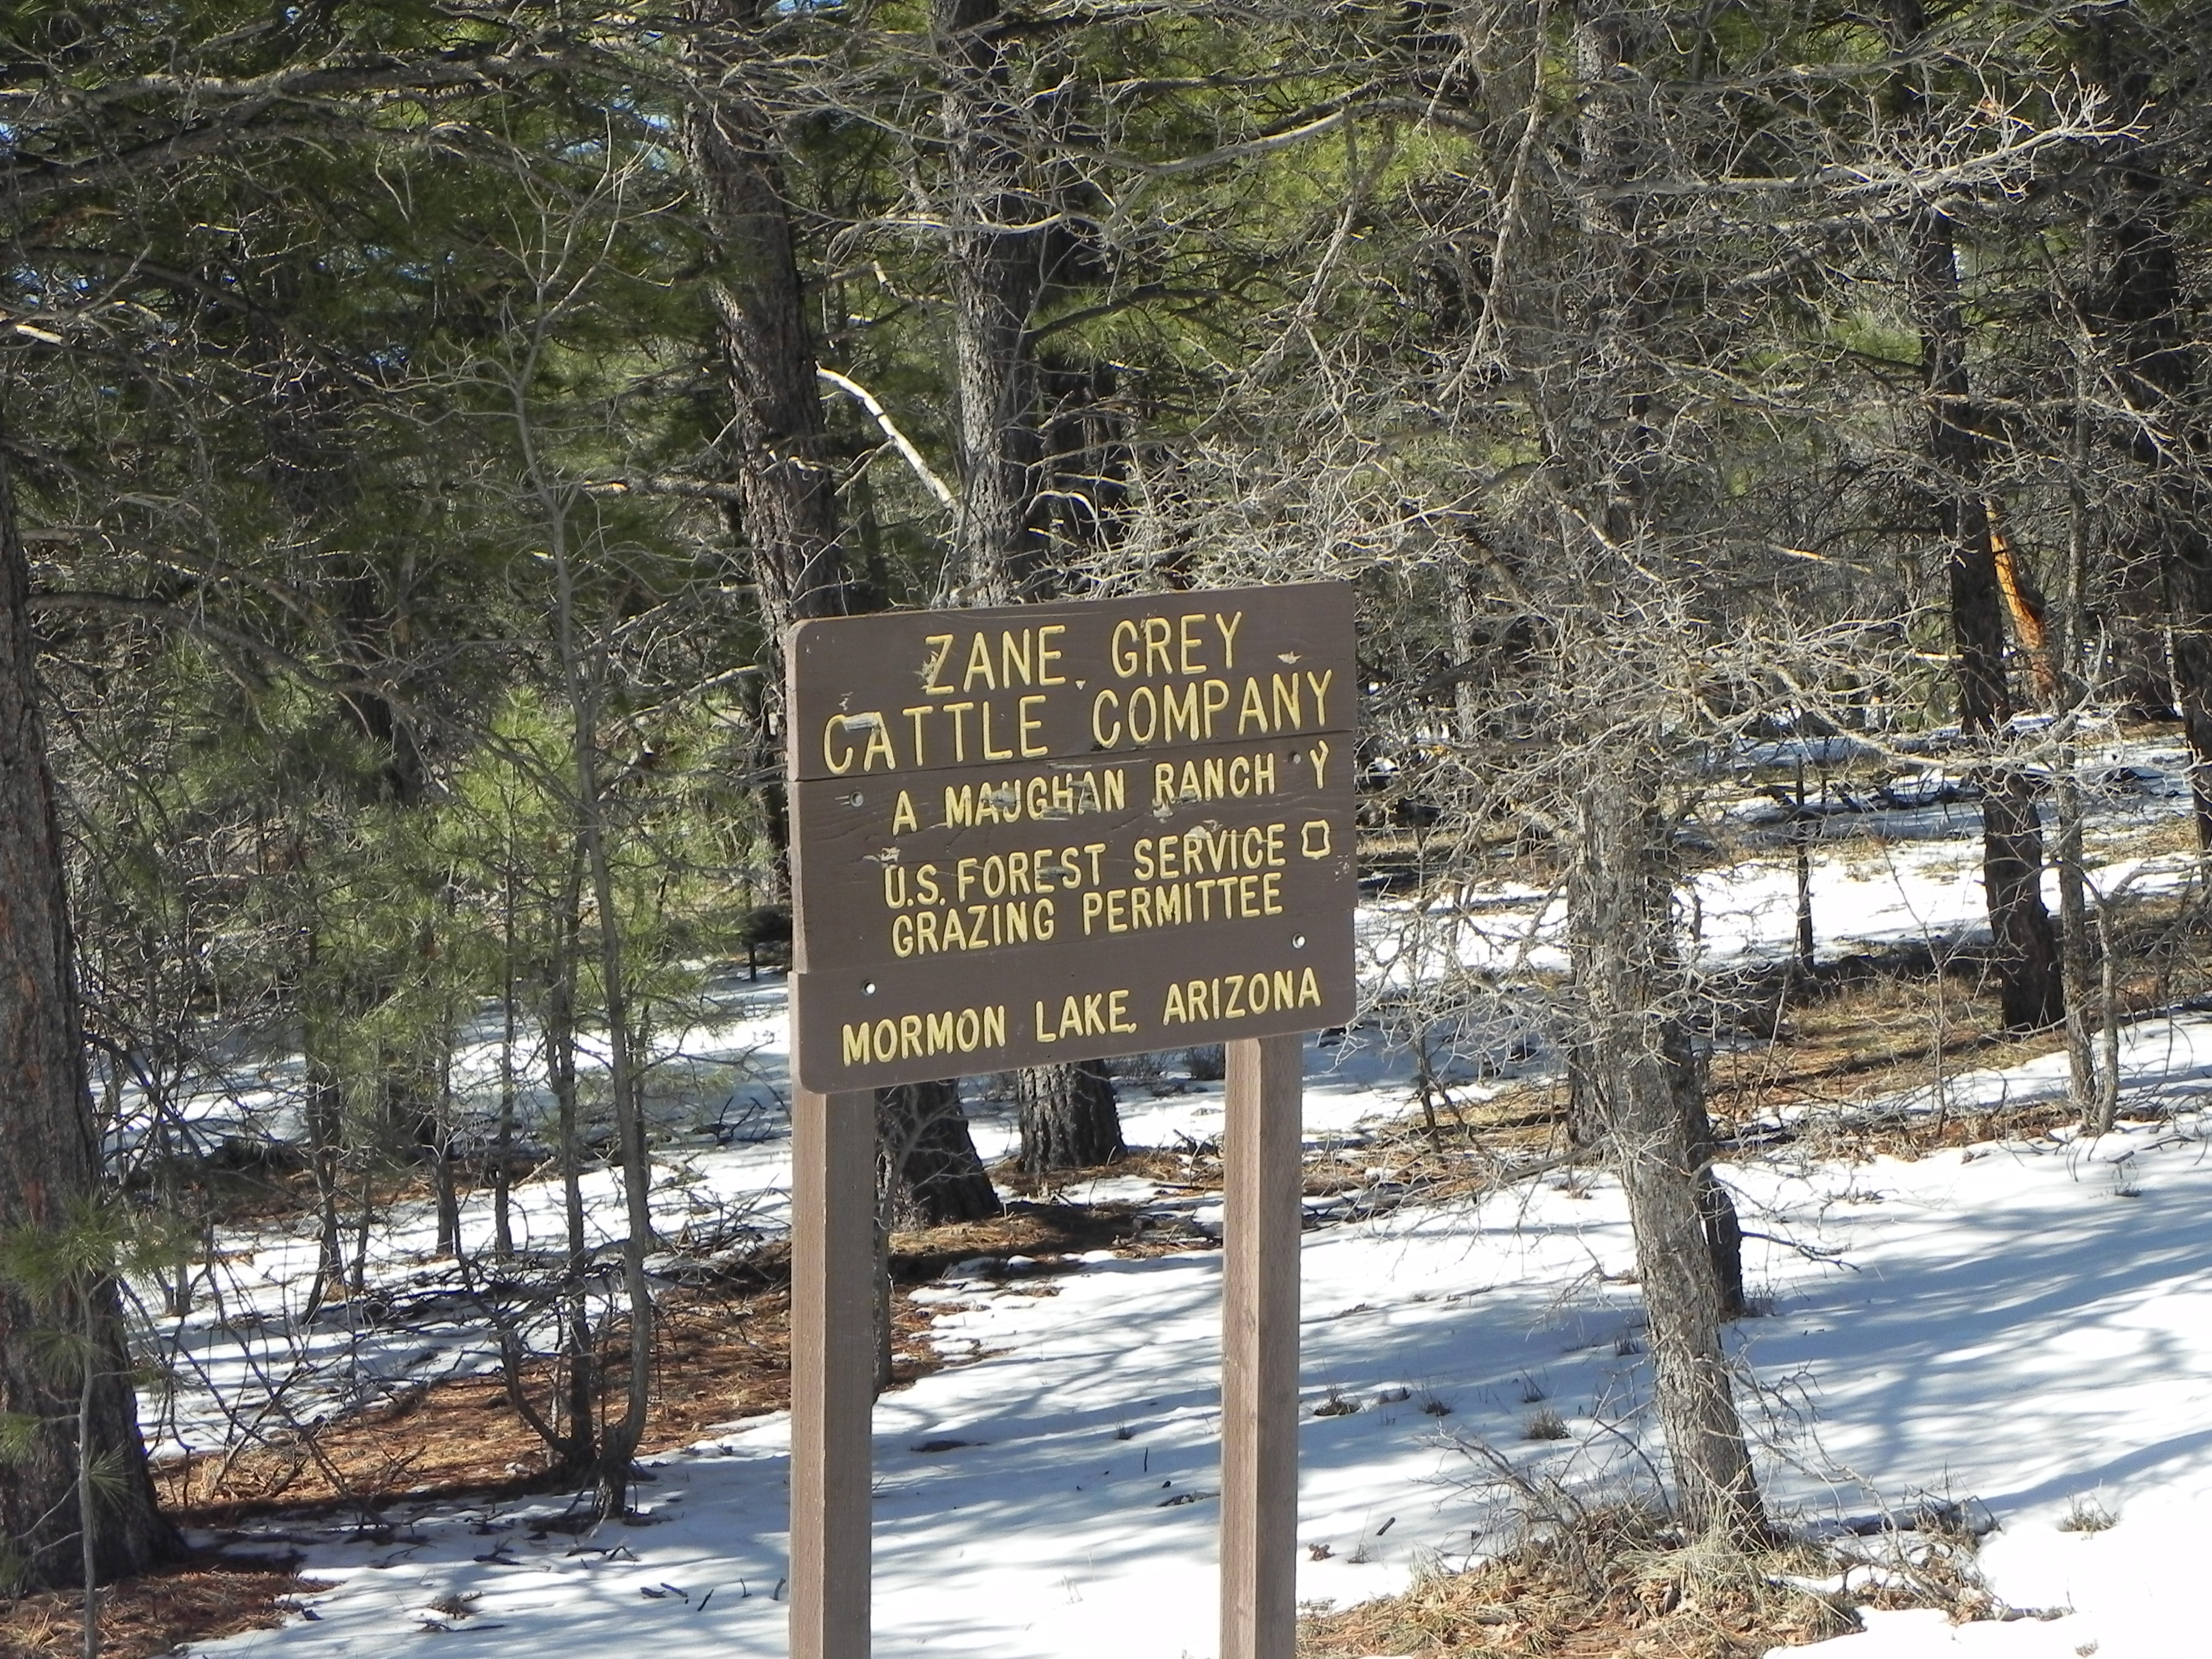 ZANE GREY
CATTLE COMPANY
A MAUGHAN RANCH Y
U.S. FOREST SERVICE
GRAZING PERMITTEE
MORMON LAKE, ARIZONA